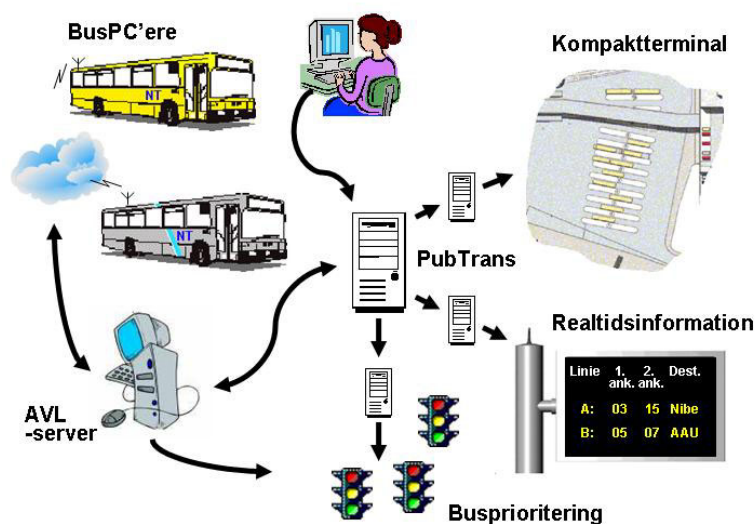 BusPC'ere
Kompaktterminal
NT
NT
PubTrans
Realtidsinformation
Linie 1. 2. Dest.
ank. ank.
A: 03 15 Nibe
B: 05 07 AAU
AVL
-server
Busprioritering